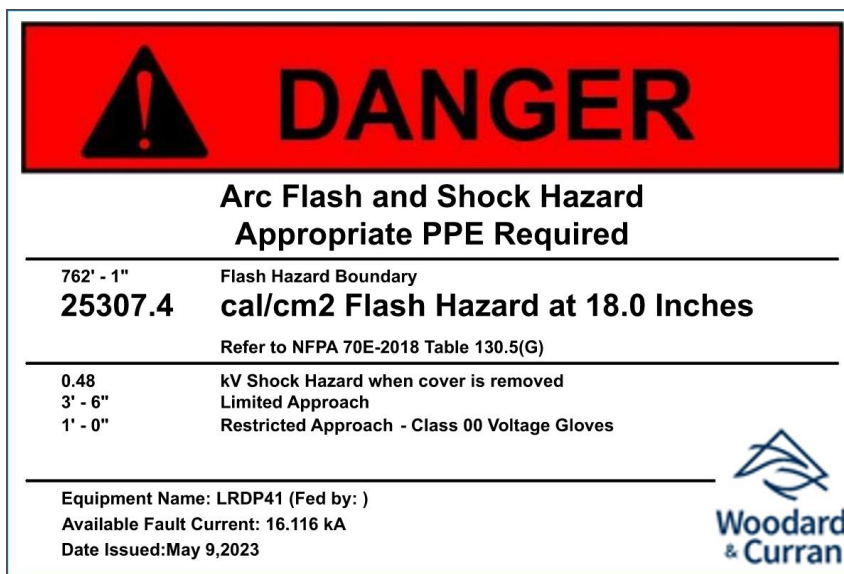 DANGER
Arc Flash and Shock Hazard
Appropriate PPE Required
762' - 1" Flash Hazard Boundary
25307.4 cal/cm2 Flash Hazard at 18.0 Inches
Refer to NFPA 70E-2018 Table 130.5(G)
0.48 kV Shock Hazard when cover is removed
3' - 6" Limited Approach
1' - 0" Restricted Approach - Class 00 Voltage Gloves
Equipment Name: LRDP41 (Fed by: )
Available Fault Current: 16.116 kA
Date Issued:May 9,2023
Woodard
& Curran